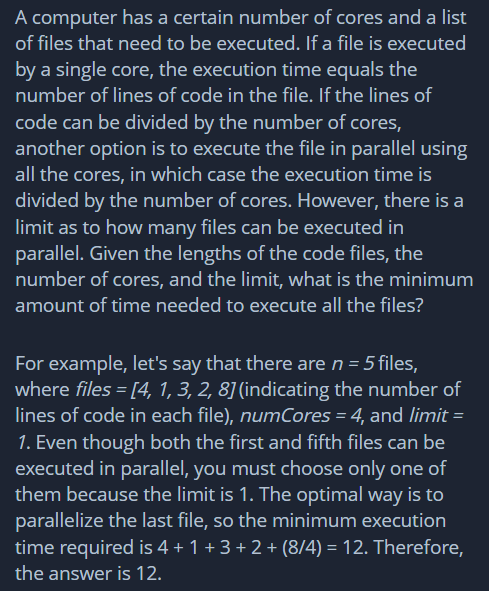 A computer has a certain number of cores and a list
of files that need to be executed. If a file is executed
by a single core, the execution time equals the
number of lines of code in the file. If the lines of
code can be divided by the number of cores,
another option is to execute the file in parallel using
all the cores, in which case the execution time is
divided by the number of cores. However, there is a
limit as to how many files can be executed in
parallel. Given the lengths of the code files, the
number of cores, and the limit, what is the minimum
amount of time needed to execute all the files?
For example, let's say that there are n = 5 files,
where files = [4, 1, 3, 2, 8] (indicating the number of
lines of code in each file), numCores = 4, and limit =
1. Even though both the first and fifth files can be
executed in parallel, you must choose only one of
them because the limit is 1. The optimal way is to
parallelize the last file, so the minimum execution
time required is 4 + 1 + 3 + 2 + (8/4) = 12. Therefore,
the answer is 12.